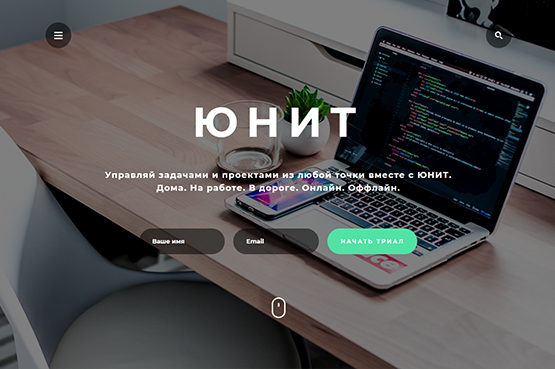 ЮНИТ
Управляй задачами и проектами из любой точки вместе с ЮНИТ.
Дома. На работе. В дороге. Онлайн. Оффлайн.
Ваше имя
Email
НАЧАТЬ ТРИАЛ